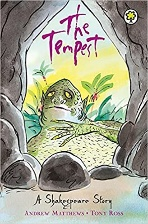 The
Tempest
A Shakespeare Story
ANDREW MATTHEWS • TONY ROSS